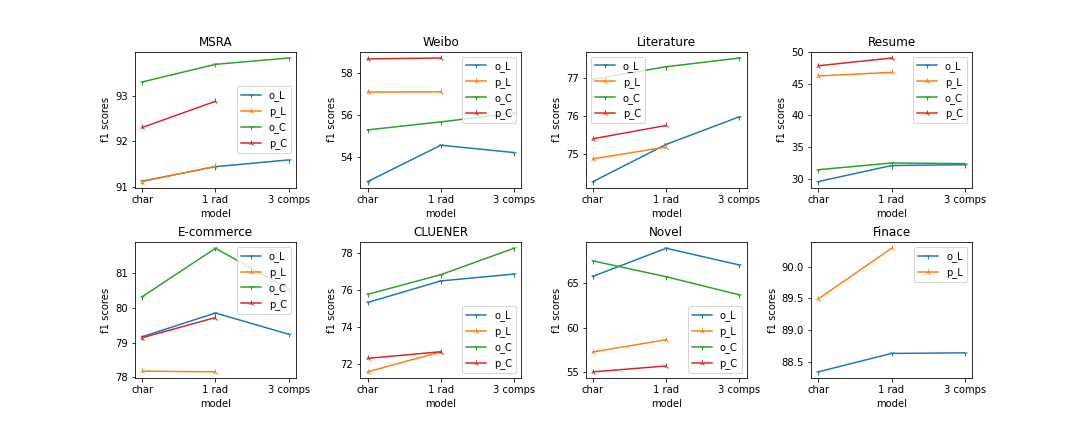 MSRA
f1 scores
93
92
91
char 1 rad 3 comps
model
o_L
p_L
o_C
p_C
Weibo
f1 scores
58
56
54
char 1 rad 3 comps
model
o_L
p_L
o_C
p_C
Literature
f1 scores
77
76
75
char 1 rad 3 comps
model
o_L
p_L
o_C
p_C
Resume
f1 scores
50
45
40
35
30
char 1 rad 3 comps
model
o_L
p_L
o_C
p_C
E-commerce
f1 scores
81
80
79
78
char 1 rad 3 comps
model
o_L
p_L
o_C
p_C
CLUENER
f1 scores
78
76
74
72
char 1 rad 3 comps
model
o_L
p_L
o_C
p_C
Novel
f1 scores
65
60
55
char 1 rad 3 comps
model
o_L
p_L
o_C
p_C
Finace
f1 scores
90.0
89.5
89.0
88.5
char 1 rad 3 comps
model
o_L
p_L